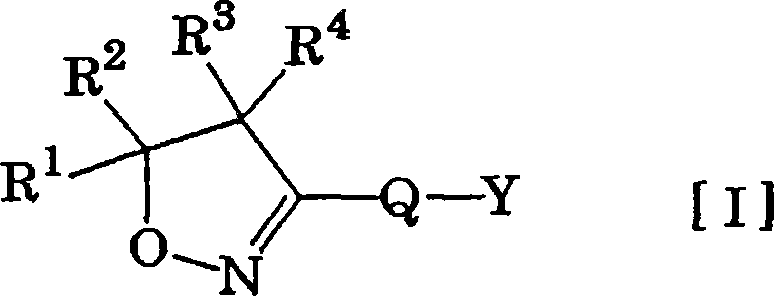 R³ R⁴
R²
R¹ Q—Y [I]
O N